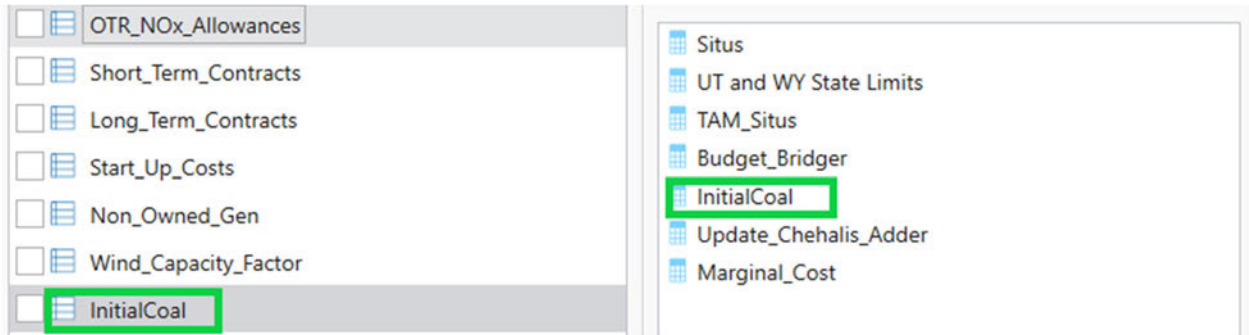 OTR_NOx_Allowances
Short_Term_Contracts
Long_Term_Contracts
Start_Up_Costs
Non_Owned_Gen
Wind_Capacity_Factor
InitialCoal
Situs
UT and WY State Limits
TAM_Situs
Budget_Bridger
InitialCoal
Update_Chehalis_Adder
Marginal_Cost